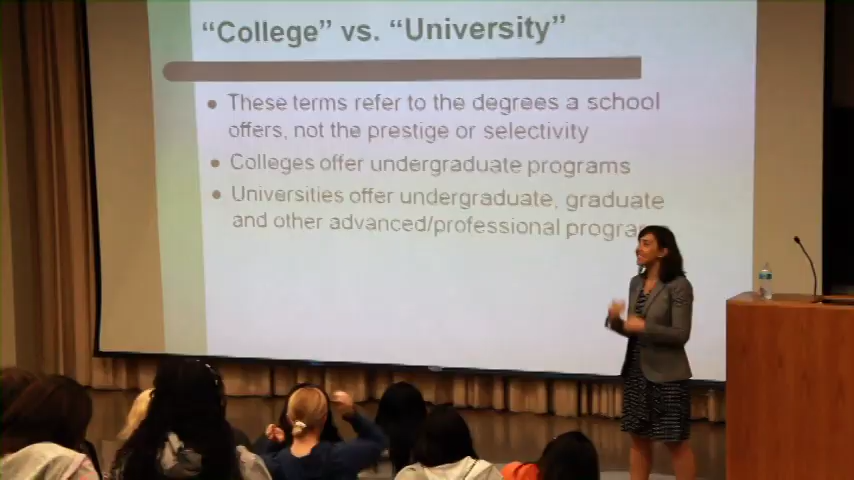 “College” vs. “University”
• These terms refer to the degrees a school
offers, not the prestige or selectivity
• Colleges offer undergraduate programs
• Universities offer undergraduate, graduate
and other advanced/professional